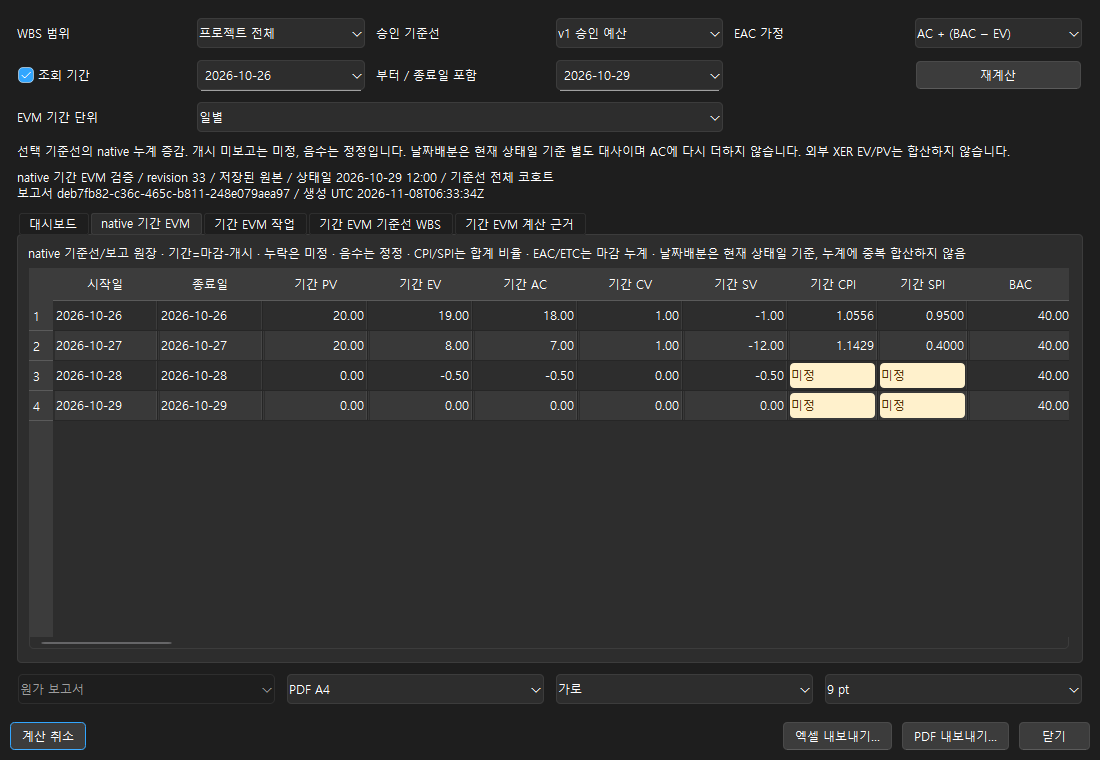 WBS 범위 프로젝트 전체 승인 기준선 v1 승인 예산 EAC 가정 AC + (BAC − EV)
조회 기간 2026-10-26 부터 / 종료일 포함 2026-10-29 재계산
EVM 기간 단위 일별
선택 기준선의 native 누계 증감. 개시 미보고는 미정, 음수는 정정입니다. 날짜배분은 현재 상태일 기준 별도 대사이며 AC에 다시 더하지 않습니다. 외부 XER EV/PV는 합산하지 않습니다.
native 기간 EVM 검증 / revision 33 / 저장된 원본 / 상태일 2026-10-29 12:00 / 기준선 전체 코호트
보고서 deb7fb82-c36c-465c-b811-248e079aea97 / 생성 UTC 2026-11-08T06:33:34Z
대시보드 native 기간 EVM 기간 EVM 작업 기간 EVM 기준선 WBS 기간 EVM 계산 근거
native 기준선/보고 원장 · 기간=마감-개시 · 누락은 미정 · 음수는 정정 · CPI/SPI는 합계 비율 · EAC/ETC는 마감 누계 · 날짜배분은 현재 상태일 기준, 누계에 중복 합산하지 않음
시작일 종료일 기간 PV 기간 EV 기간 AC 기간 CV 기간 SV 기간 CPI 기간 SPI BAC
1 2026-10-26 2026-10-26 20.00 19.00 18.00 1.00 -1.00 1.0556 0.9500 40.00
2 2026-10-27 2026-10-27 20.00 8.00 7.00 1.00 -12.00 1.1429 0.4000 40.00
3 2026-10-28 2026-10-28 0.00 -0.50 -0.50 0.00 -0.50 미정 미정 40.00
4 2026-10-29 2026-10-29 0.00 0.00 0.00 0.00 0.00 미정 미정 40.00
원가 보고서 PDF A4 가로 9 pt
계산 취소 엑셀 내보내기... PDF 내보내기... 닫기